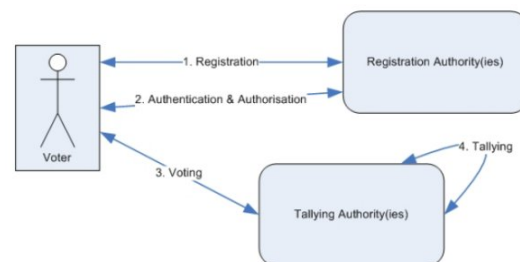 1. Registration
Registration Authority(ies)
2. Authentication & Authorisation
Voter
3. Voting
4. Tallying
Tallying Authority(ies)